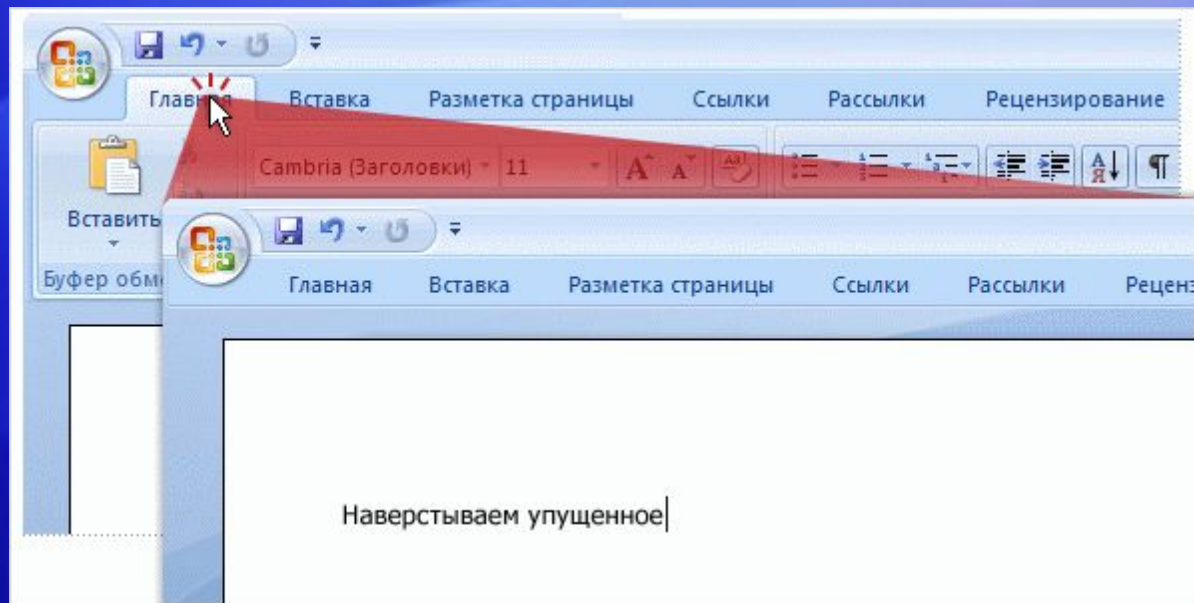 Главная Вставка Разметка страницы Ссылки Рассылки Рецензирование
Cambria (Заголовки) 11
Вставить
Буфер
Главная Вставка Разметка страницы Ссылки Рассылки
Наверстываем упущенное